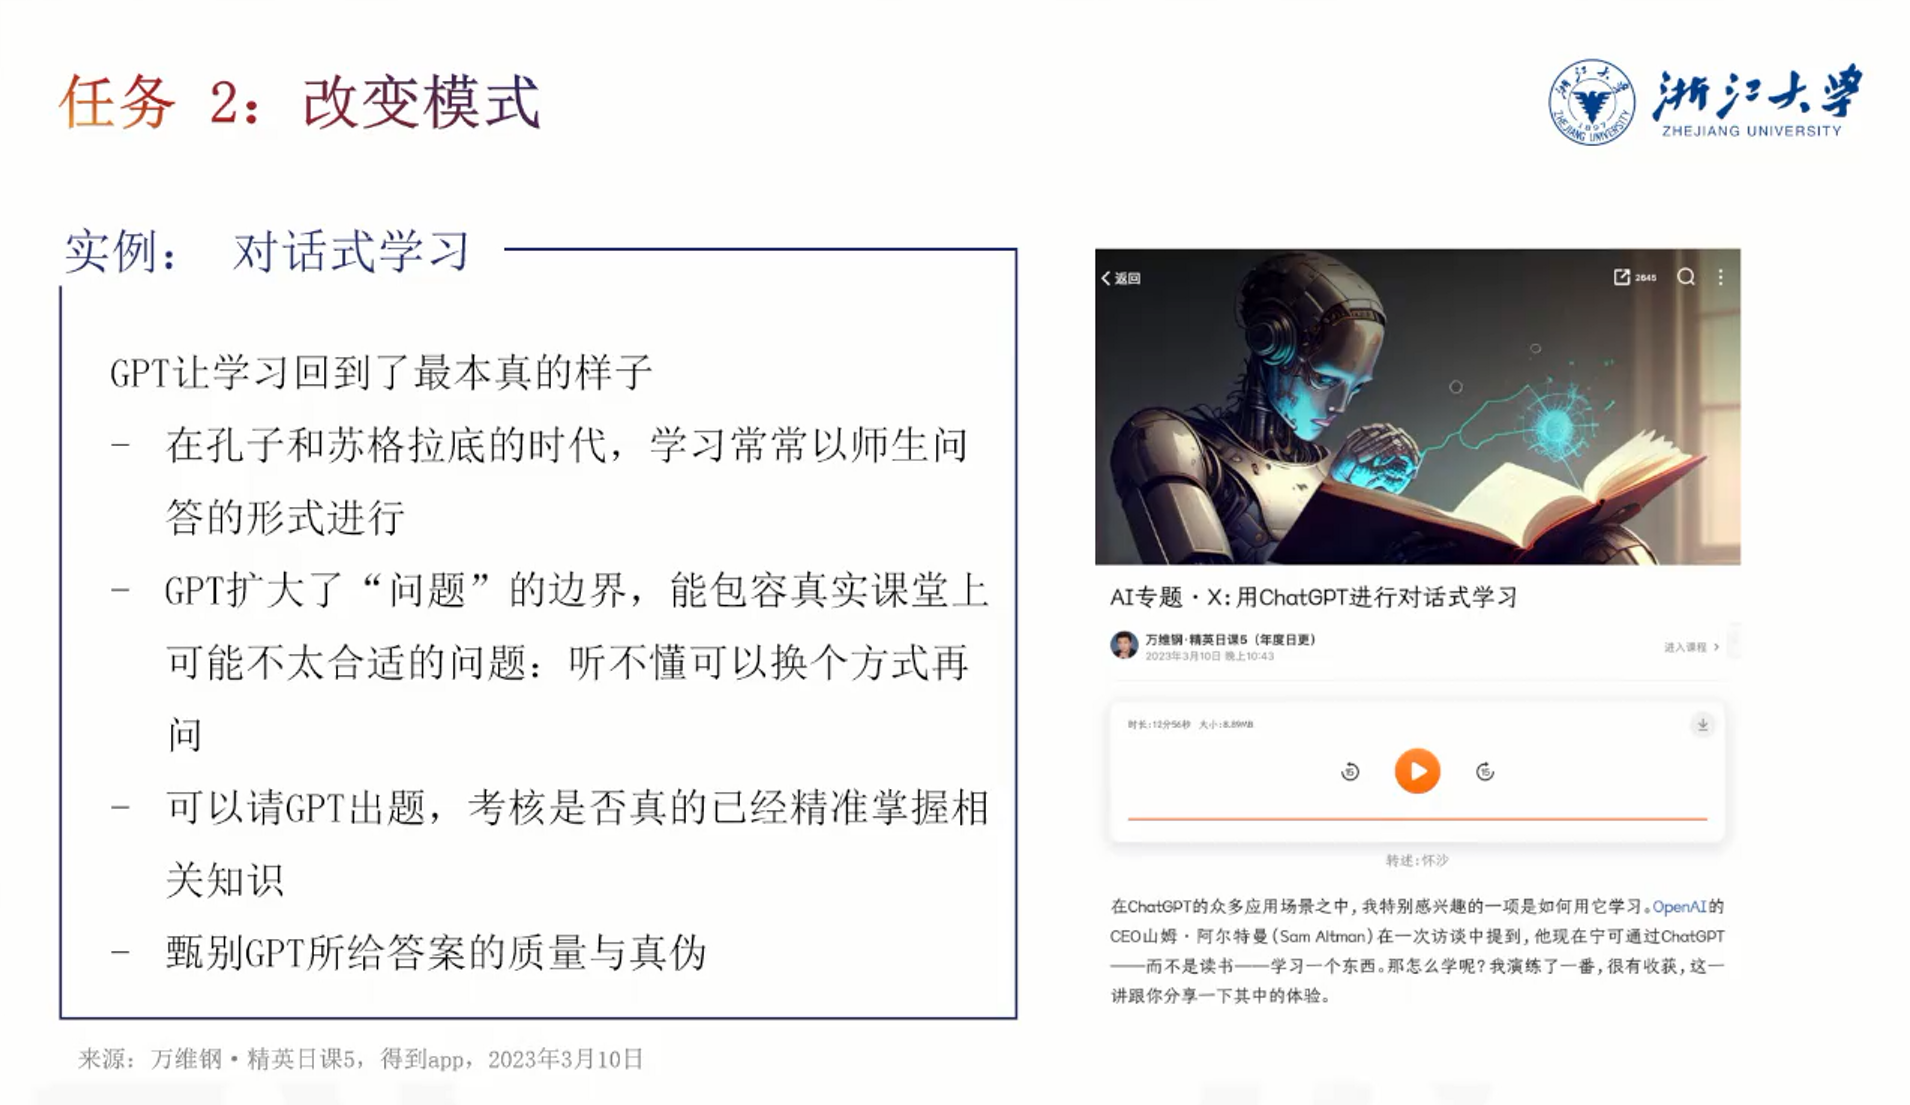 任务 2：改变模式
浙江大学
ZHEJIANG UNIVERSITY
浙江大学
1897
ZHEJIANG UNIVERSITY
实例： 对话式学习
GPT让学习回到了最本真的样子
– 在孔子和苏格拉底的时代，学习常常以师生问
答的形式进行
– GPT扩大了“问题”的边界，能包容真实课堂上
可能不太合适的问题：听不懂可以换个方式再
问
– 可以请GPT出题，考核是否真的已经精准掌握相
关知识
– 甄别GPT所给答案的质量与真伪
来源：万维钢·精英日课5，得到app，2023年3月10日
返回
2645
AI专题·X：用ChatGPT进行对话式学习
万维钢·精英日课5（年度日更）
2023年3月10日 晚上10:43
进入课程
时长:12分56秒 大小:8.89MB
15
15
转述：怀沙
在ChatGPT的众多应用场景之中，我特别感兴趣的一项是如何用它学习。OpenAI的
CEO山姆·阿尔特曼（Sam Altman）在一次访谈中提到，他现在宁可通过ChatGPT
——而不是读书——学习一个东西。那怎么学呢？我演练了一番，很有收获，这一
讲跟你分享一下其中的体验。